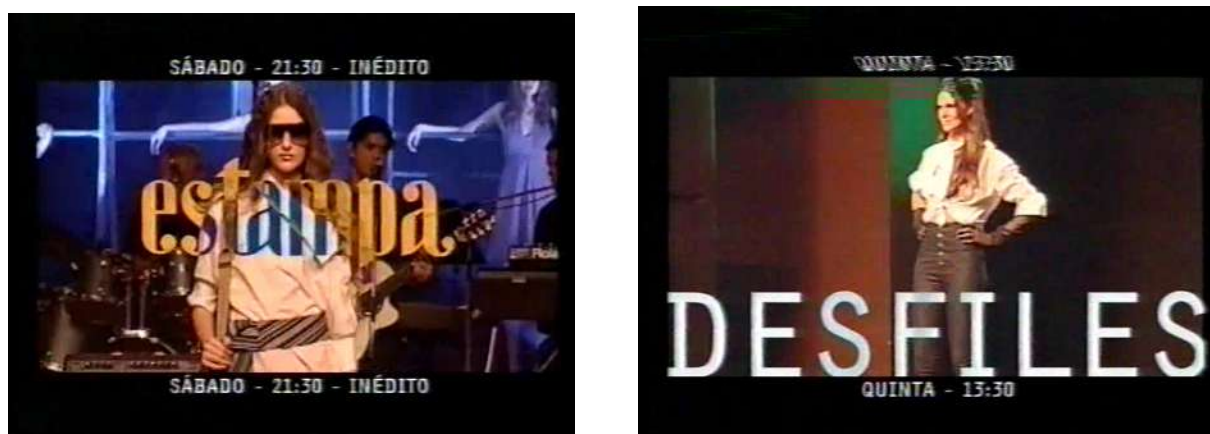 SÁBADO - 21:30 - INÉDITO
estampa
SÁBADO - 21:30 - INÉDITO
QUINTA - 13:30
DESFILES
QUINTA - 13:30